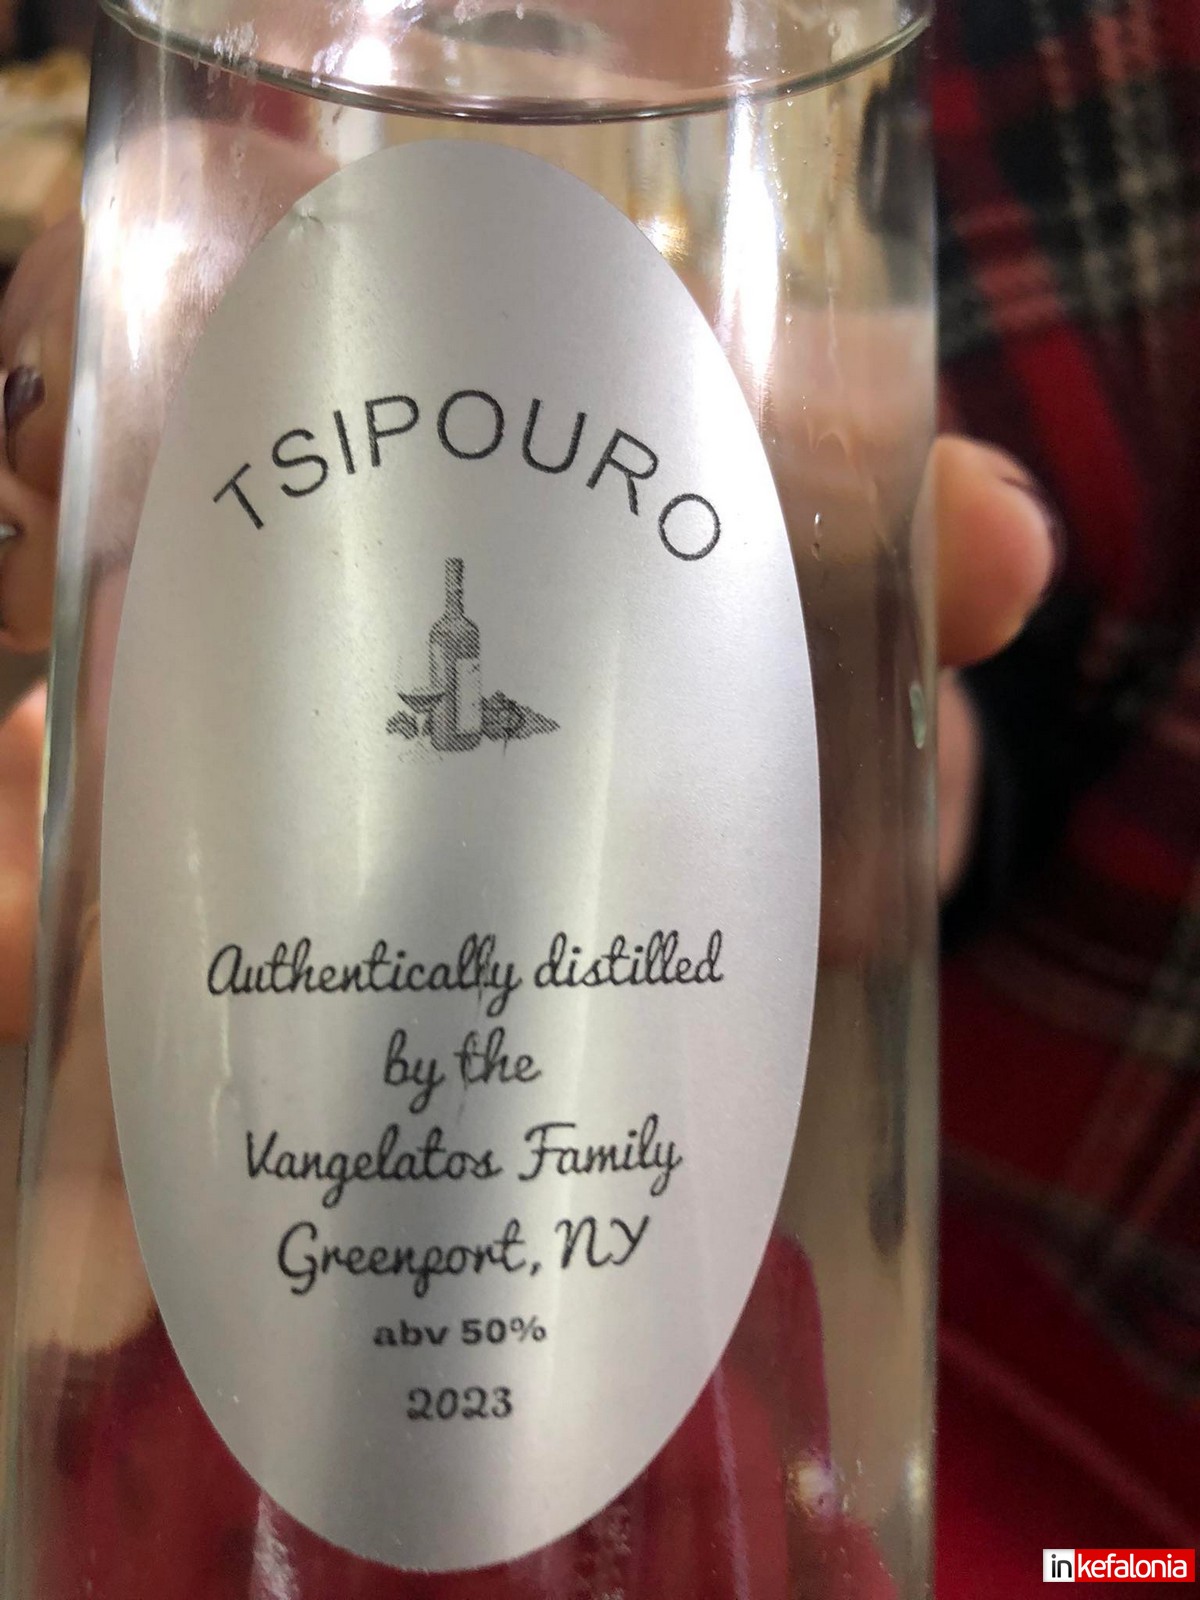 TSIPOURO
Authentically distilled
by the
Vangelatos Family
Greenport, NY
abv 50%
2023
inkefalonia